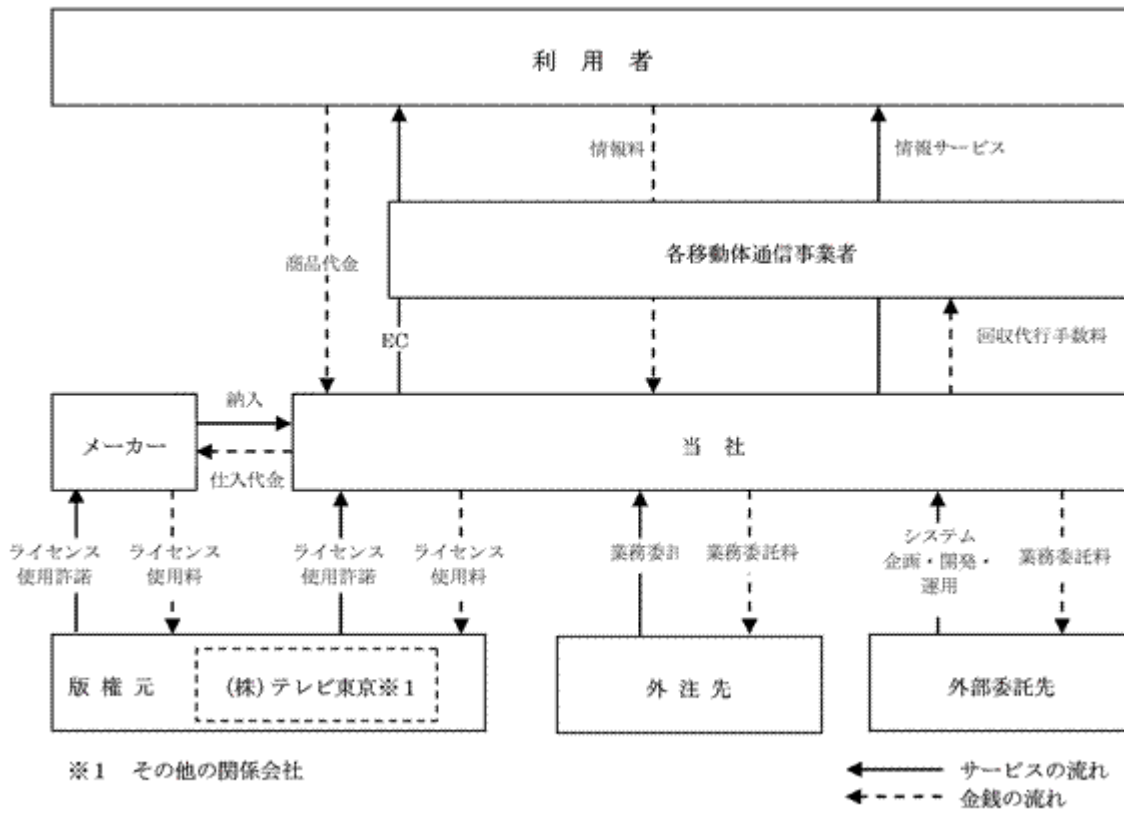 利用者
情報料
情報サービス
各移動体通信事業者
商品代金
EC
回収代行手数料
納入
メーカー
当社
仕入代金
ライセンス
使用許諾
ライセンス
使用料
ライセンス
使用許諾
ライセンス
使用料
業務委
業務委託料
システム
企画・開発・
運用
業務委託料
版権元
(株)テレビ東京※1
外注先
外部委託先
※1 その他の関係会社
サービスの流れ
金銭の流れ